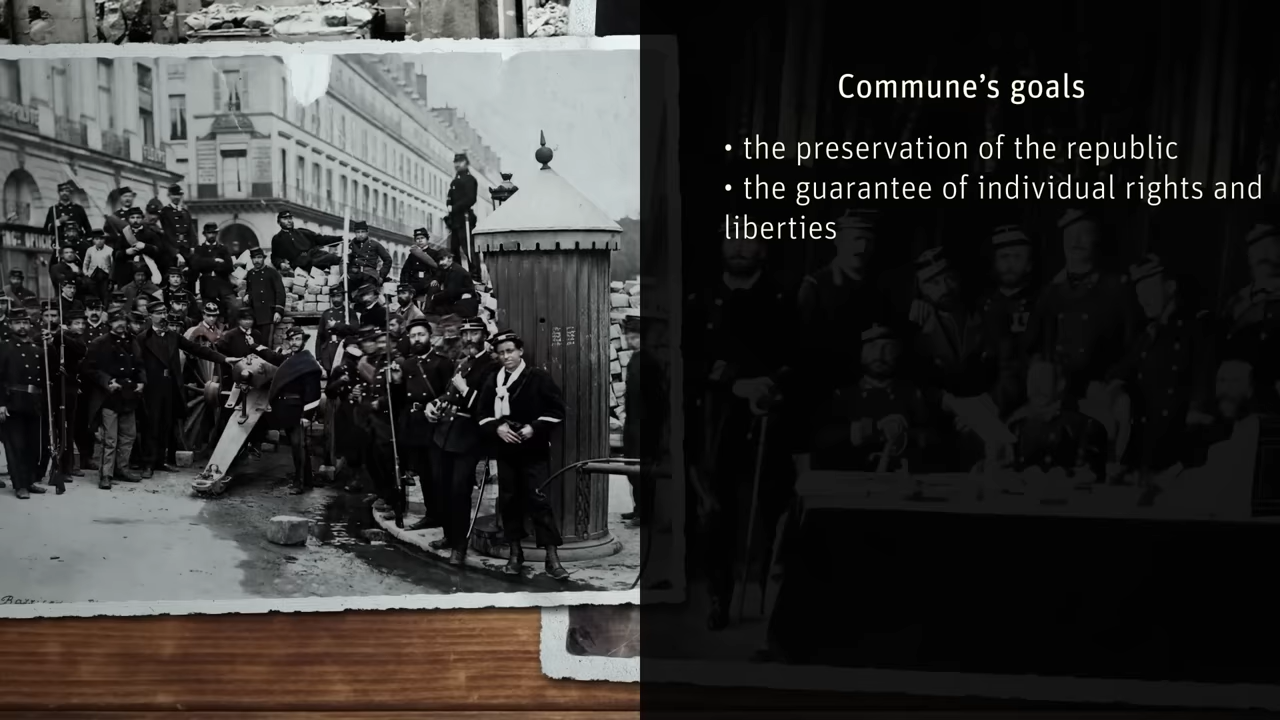 Commune’s goals
• the preservation of the republic
• the guarantee of individual rights and
liberties